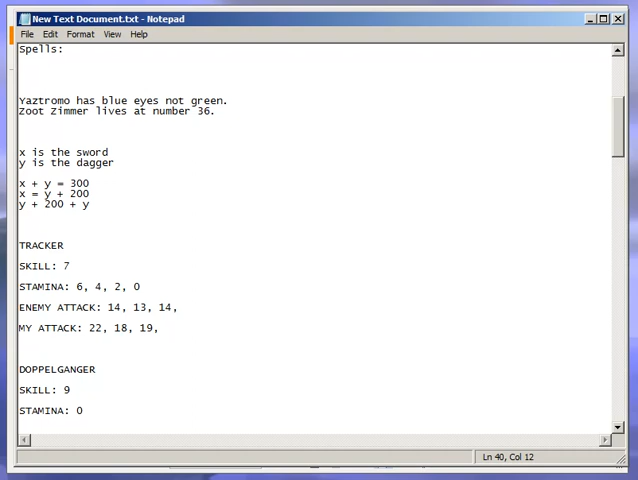 New Text Document.txt - Notepad
File Edit Format View Help
Spells:
Yaztromo has blue eyes not green.
Zoot Zimmer lives at number 36.
x is the sword
y is the dagger
x + y = 300
x = y + 200
y + 200 + y
TRACKER
SKILL: 7
STAMINA: 6, 4, 2, 0
ENEMY ATTACK: 14, 13, 14,
MY ATTACK: 22, 18, 19,
DOPPELGANGER
SKILL: 9
STAMINA: 0
Ln 40, Col 12